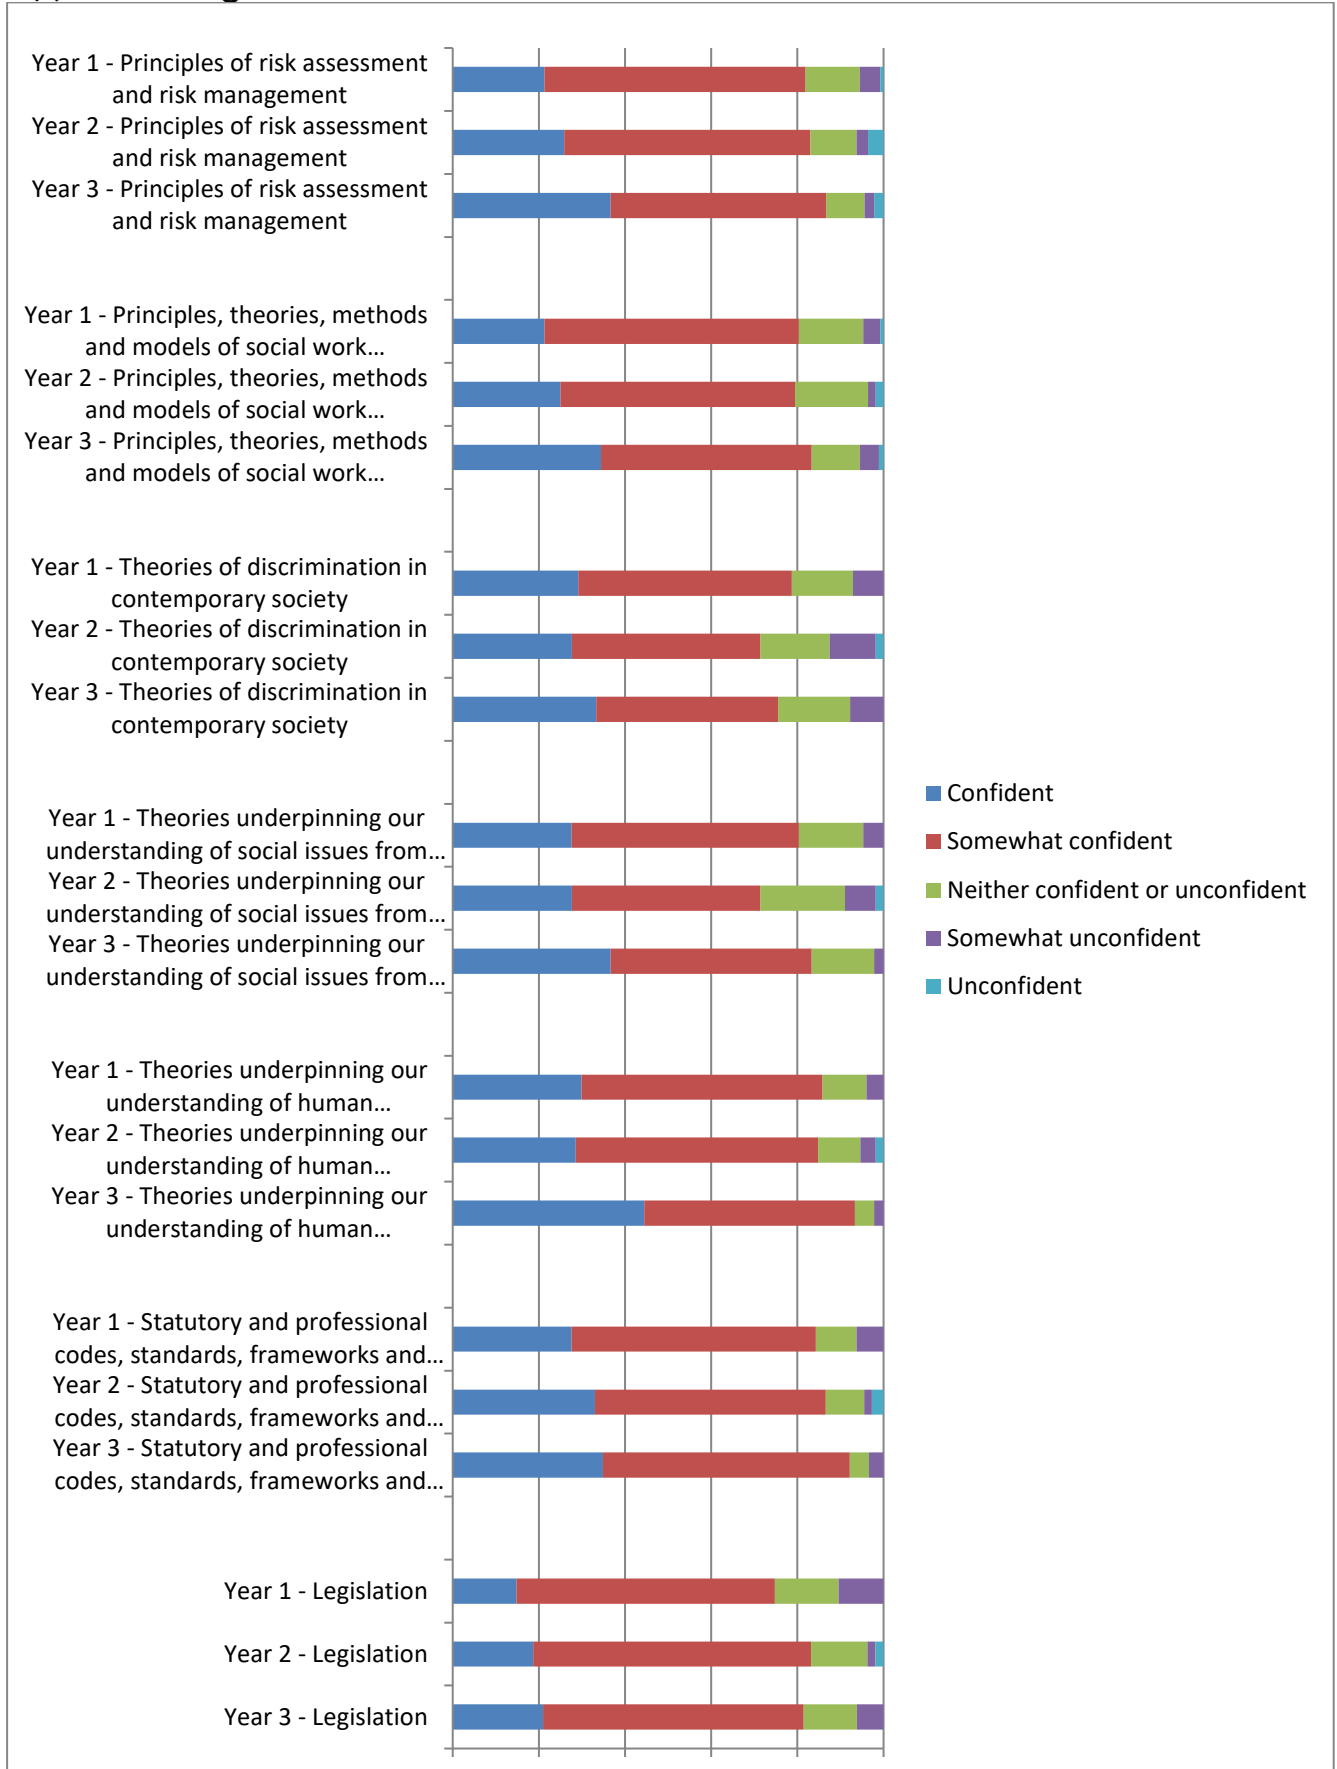 Year 1 - Principles of risk assessment
and risk management
Year 2 - Principles of risk assessment
and risk management
Year 3 - Principles of risk assessment
and risk management
Year 1 - Principles, theories, methods
and models of social work...
Year 2 - Principles, theories, methods
and models of social work...
Year 3 - Principles, theories, methods
and models of social work...
Year 1 - Theories of discrimination in
contemporary society
Year 2 - Theories of discrimination in
contemporary society
Year 3 - Theories of discrimination in
contemporary society
Year 1 - Theories underpinning our
understanding of social issues from...
Year 2 - Theories underpinning our
understanding of social issues from...
Year 3 - Theories underpinning our
understanding of social issues from...
Year 1 - Theories underpinning our
understanding of human...
Year 2 - Theories underpinning our
understanding of human...
Year 3 - Theories underpinning our
understanding of human...
Year 1 - Statutory and professional
codes, standards, frameworks and...
Year 2 - Statutory and professional
codes, standards, frameworks and...
Year 3 - Statutory and professional
codes, standards, frameworks and...
Year 1 - Legislation
Year 2 - Legislation
Year 3 - Legislation
Confident
Somewhat confident
Neither confident or unconfident
Somewhat unconfident
Unconfident